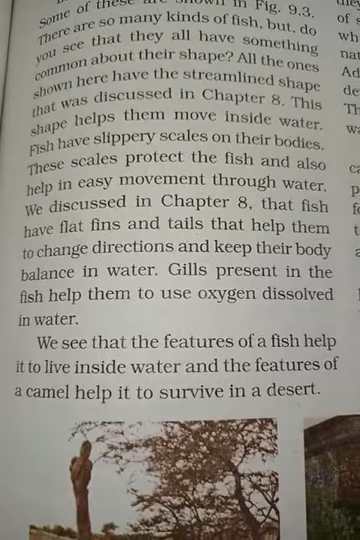 Some of these are shown in Fig. 9.3.
There are so many kinds of fish, but, do
you see that they all have something
common about their shape? All the ones
shown here have the streamlined shape
that was discussed in Chapter 8. This
shape helps them move inside water.
Fish have slippery scales on their bodies.
These scales protect the fish and also
help in easy movement through water.
We discussed in Chapter 8, that fish
have flat fins and tails that help them
to change directions and keep their body
balance in water. Gills present in the
fish help them to use oxygen dissolved
in water.
We see that the features of a fish help
it to live inside water and the features of
a camel help it to survive in a desert.